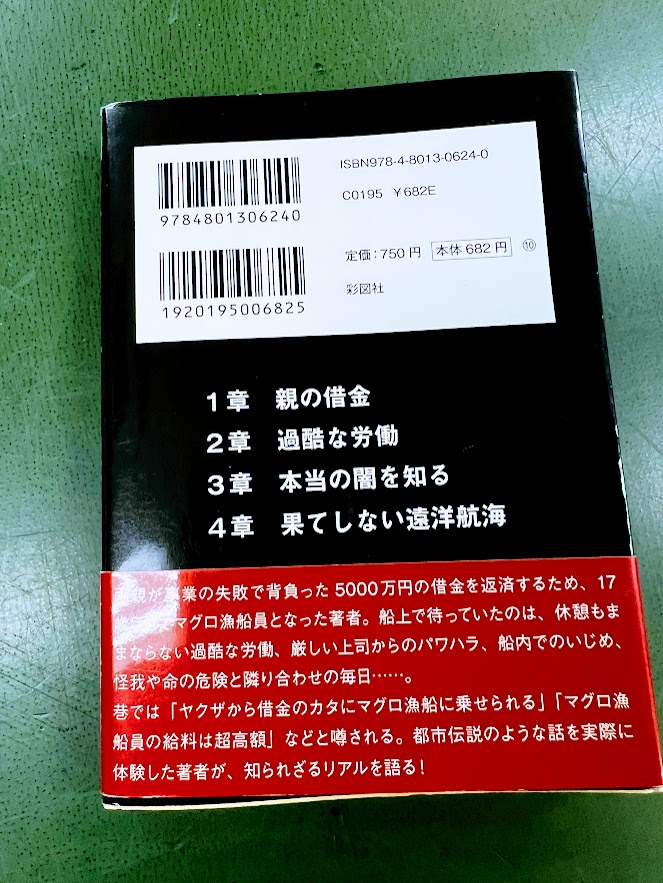 ISBN978-4-8013-0624-0
9784801306240
C0195 ￥682E
定価：750円 本体682円 ⑩
1920195006825
彩図社
1章 親の借金
2章 過酷な労働
3章 本当の闇を知る
4章 果てしない遠洋航海
親が事業の失敗で背負った5000万円の借金を返済するため、17
マグロ漁船員となった著者。船上で待っていたのは、休憩もま
まならない過酷な労働、厳しい上司からのパワハラ、船内でのいじめ、
怪我や命の危険と隣り合わせの毎日……。
巷では「ヤクザから借金のカタにマグロ漁船に乗せられる」「マグロ漁
船員の給料は超高額」などと噂される。都市伝説のような話を実際に
体験した著者が、知られざるリアルを語る！